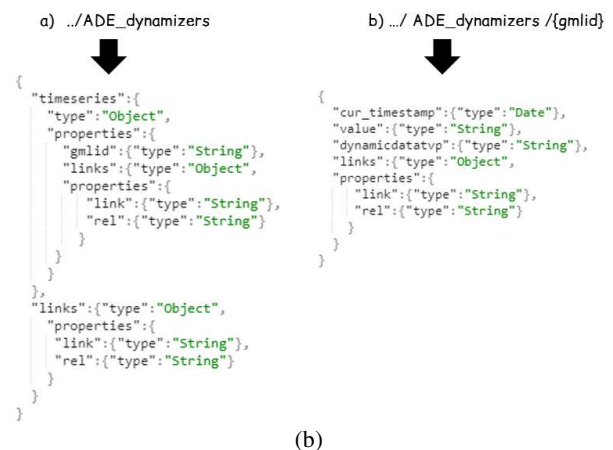 a) ../ADE_dynamizers
{
"timeseries":{
"type":"Object",
"properties":{
"gmlid":{"type":"String"},
"links":{"type":"Object",
"properties":{
"link":{"type":"String"},
"rel":{"type":"String"}
}
}
}
},
"links":{"type":"Object",
"properties":{
"link":{"type":"String"},
"rel":{"type":"String"}
}
}
}
b) .../ ADE_dynamizers /{gmlid}
{
"cur_timestamp":{"type":"Date"},
"value":{"type":"String"},
"dynamicdatatvp":{"type":"String"},
"links":{"type":"Object",
"properties":{
"link":{"type":"String"},
"rel":{"type":"String"}
}
}
}
(b)